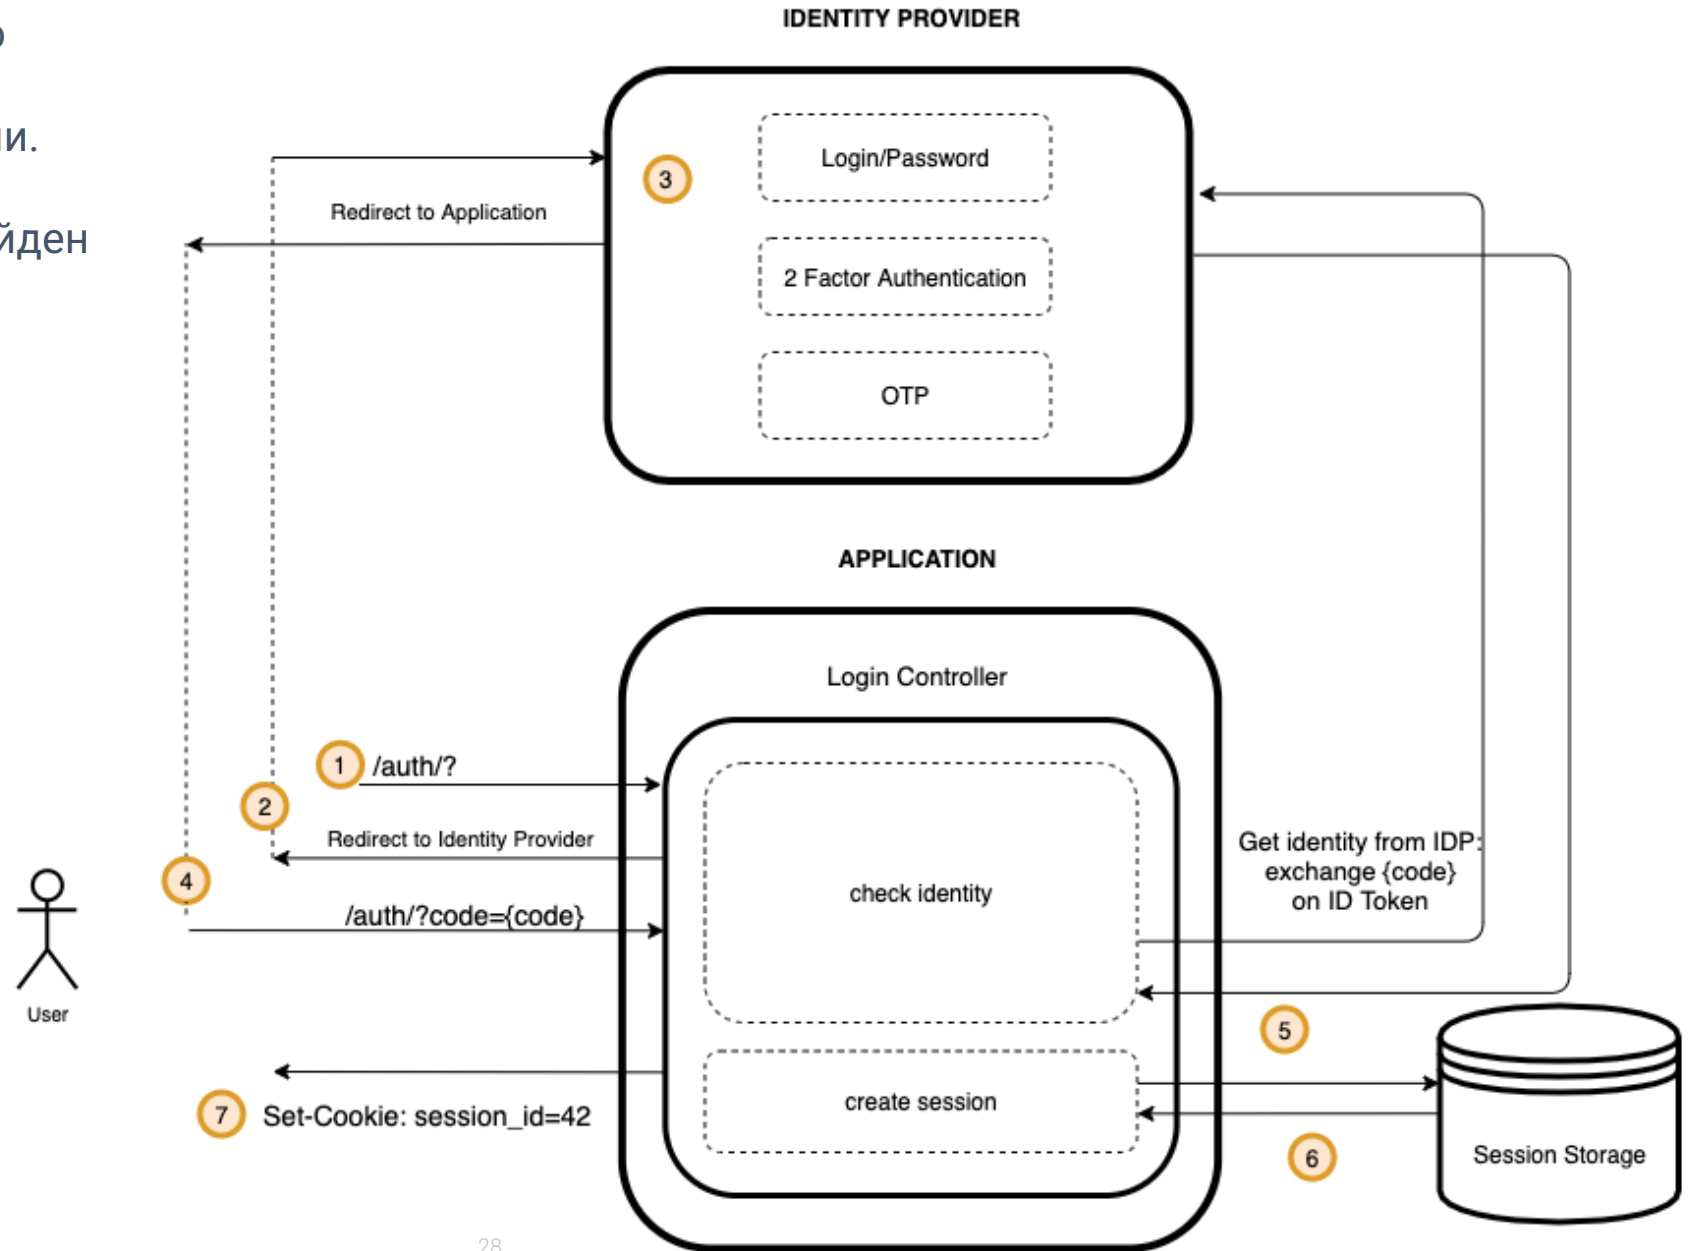 IDENTITY PROVIDER
Login/Password
3
Redirect to Application
2 Factor Authentication
OTP
APPLICATION
Login Controller
1
/auth/?
2
Redirect to Identity Provider
4
/auth/?code={code}
check identity
Get identity from IDP:
exchange {code}
on ID Token
User
5
7
Set-Cookie: session_id=42
create session
6
Session Storage
28